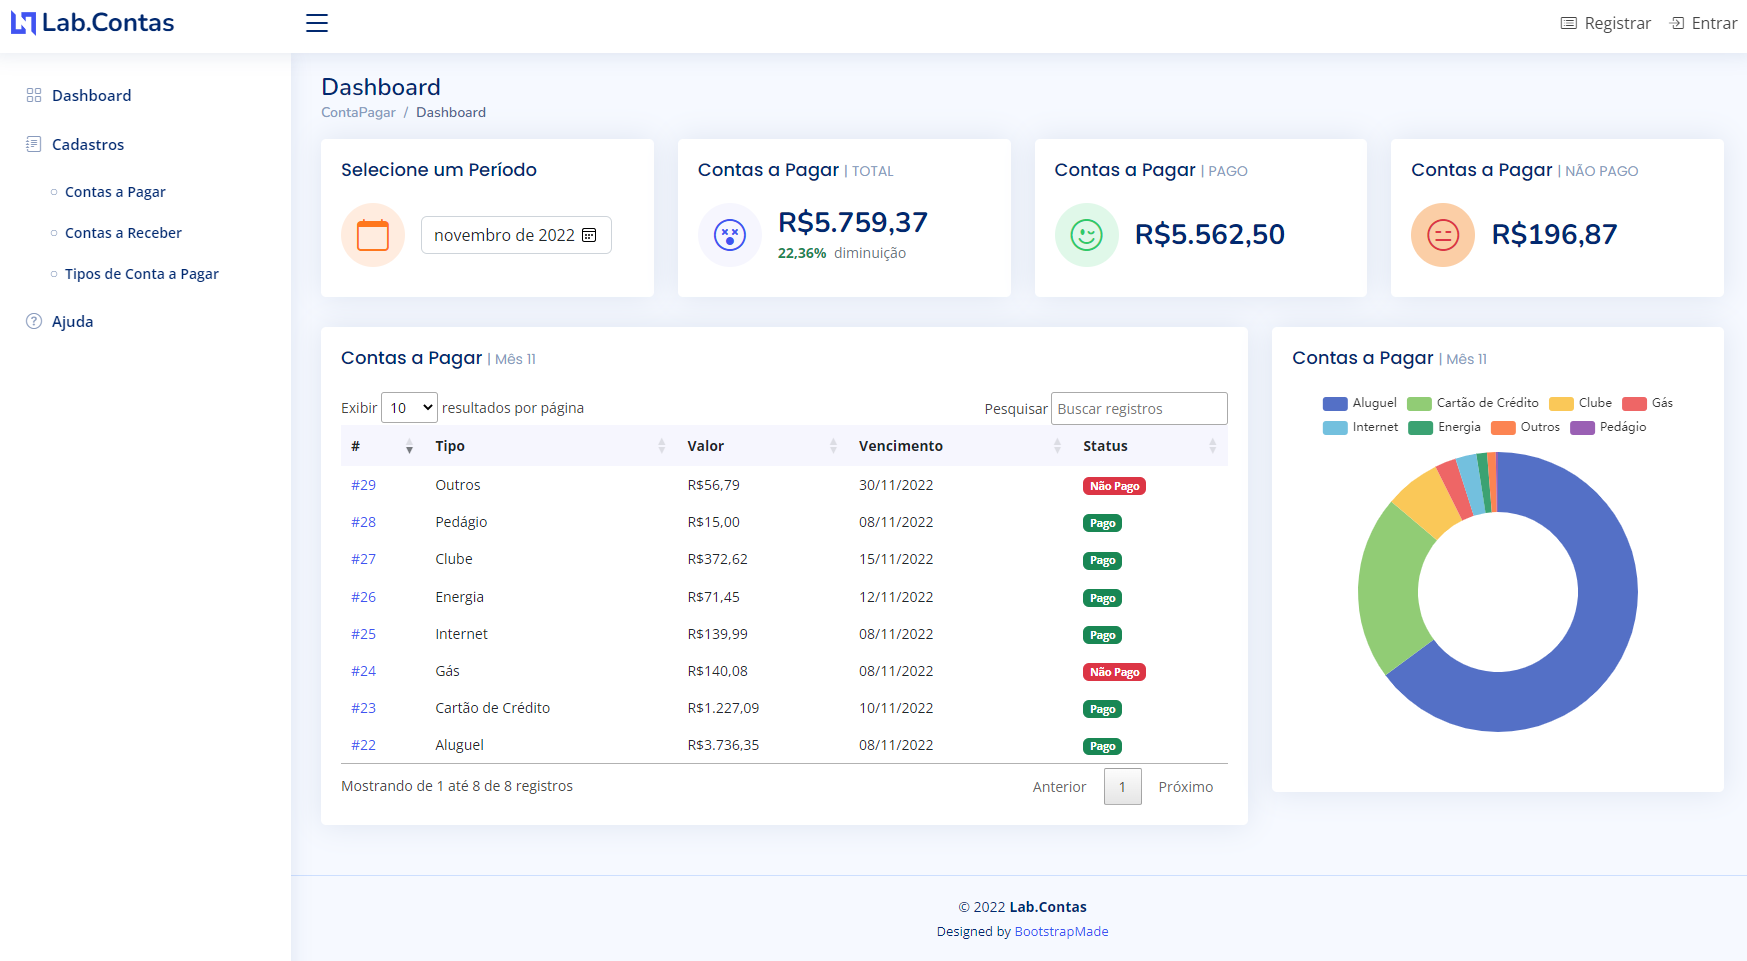 Lab.Contas
Registrar Entrar
Dashboard
Cadastros
Contas a Pagar
Contas a Receber
Tipos de Conta a Pagar
Ajuda
Dashboard
ContaPagar / Dashboard
Selecione um Período
novembro de 2022
Contas a Pagar | TOTAL
R$5.759,37
22,36% diminuição
Contas a Pagar | PAGO
R$5.562,50
Contas a Pagar | NÃO PAGO
R$196,87
Contas a Pagar | Mês 11
Exibir 10 resultados por página
Pesquisar Buscar registros
# Tipo Valor Vencimento Status
#29 Outros R$56,79 30/11/2022 Não Pago
#28 Pedágio R$15,00 08/11/2022 Pago
#27 Clube R$372,62 15/11/2022 Pago
#26 Energia R$71,45 12/11/2022 Pago
#25 Internet R$139,99 08/11/2022 Pago
#24 Gás R$140,08 08/11/2022 Não Pago
#23 Cartão de Crédito R$1.227,09 10/11/2022 Pago
#22 Aluguel R$3.736,35 08/11/2022 Pago
Mostrando de 1 até 8 de 8 registros
Anterior 1 Próximo
Contas a Pagar | Mês 11
Aluguel Cartão de Crédito Clube Gás
Internet Energia Outros Pedágio
© 2022 Lab.Contas
Designed by BootstrapMade